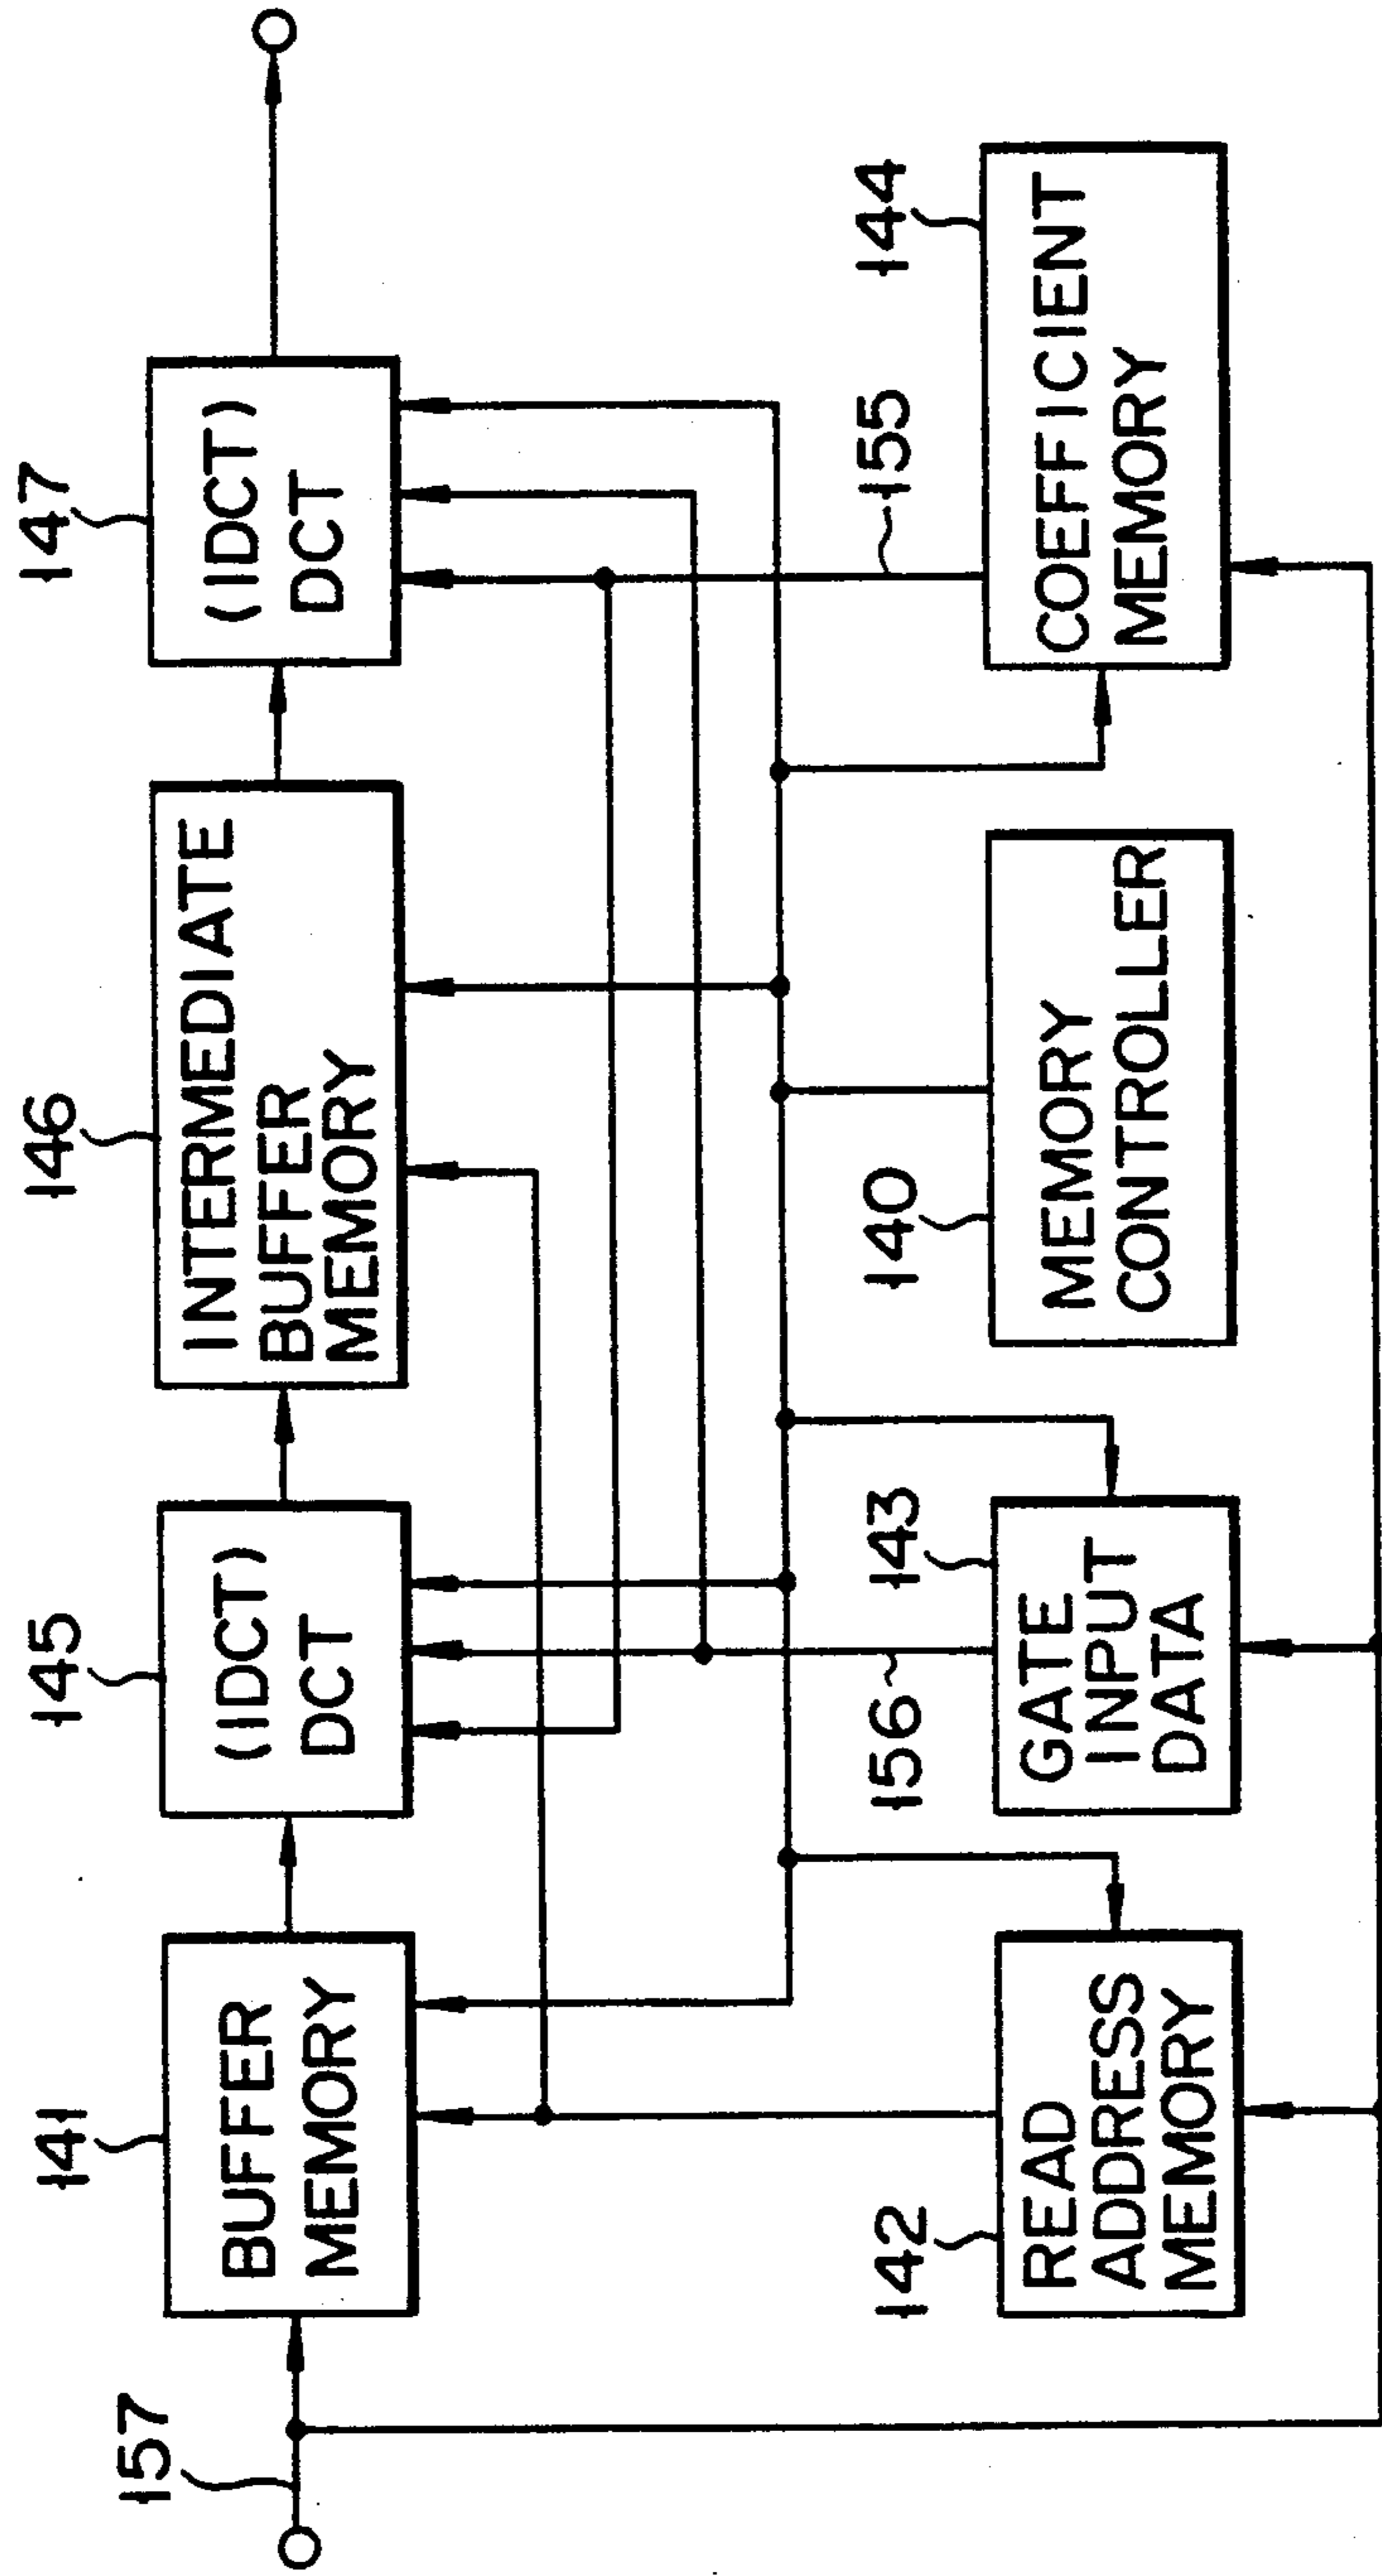 157
141
BUFFER
MEMORY
145
(IDCT)
DCT
146
INTERMEDIATE
BUFFER
MEMORY
147
(IDCT)
DCT
142
READ
ADDRESS
MEMORY
156
143
GATE
INPUT
DATA
140
MEMORY
CONTROLLER
155
144
COEFFICIENT
MEMORY